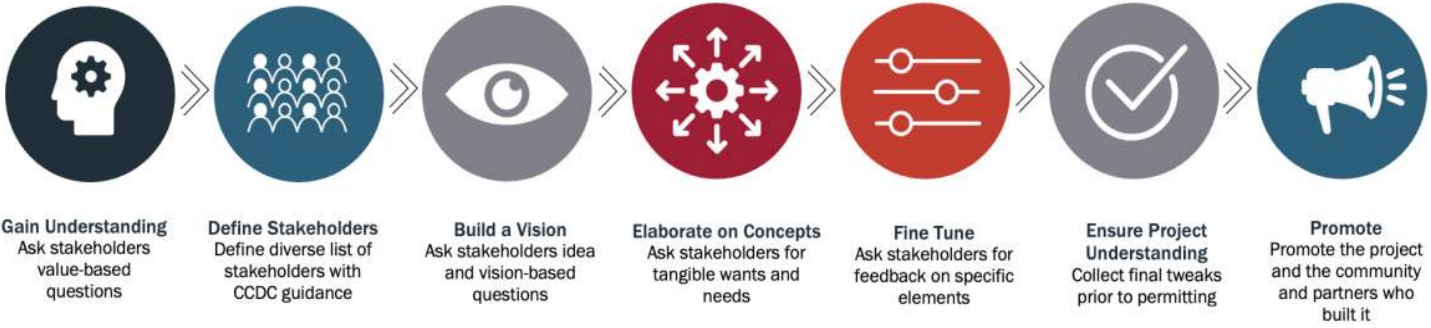 Gain Understanding
Ask stakeholders
value-based
questions
Define Stakeholders
Define diverse list of
stakeholders with
CCDC guidance
Build a Vision
Ask stakeholders idea
and vision-based
questions
Elaborate on Concepts
Ask stakeholders for
tangible wants and
needs
Fine Tune
Ask stakeholders for
feedback on specific
elements
Ensure Project
Understanding
Collect final tweaks
prior to permitting
Promote
Promote the project
and the community
and partners who
built it